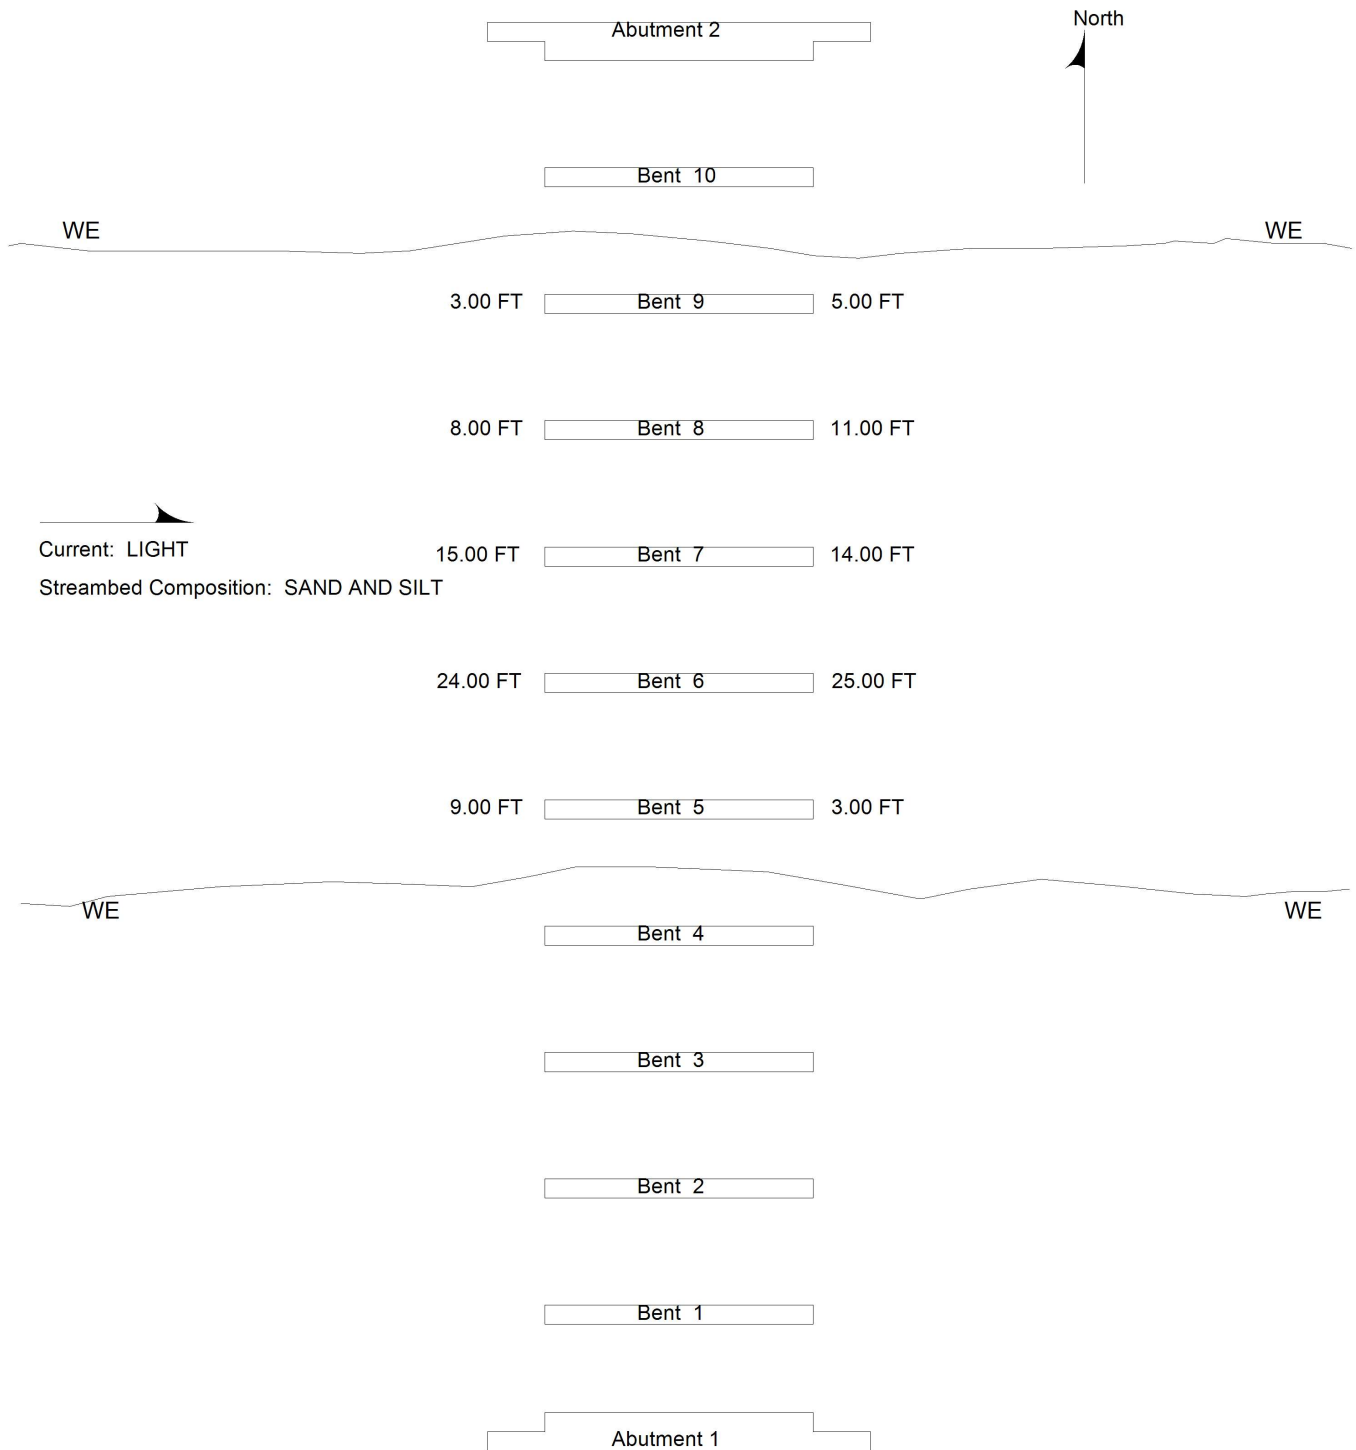 North
Abutment 2
Bent 10
WE WE
3.00 FT Bent 9 5.00 FT
8.00 FT Bent 8 11.00 FT
Current: LIGHT
15.00 FT Bent 7 14.00 FT
Streambed Composition: SAND AND SILT
24.00 FT Bent 6 25.00 FT
9.00 FT Bent 5 3.00 FT
WE WE
Bent 4
Bent 3
Bent 2
Bent 1
Abutment 1